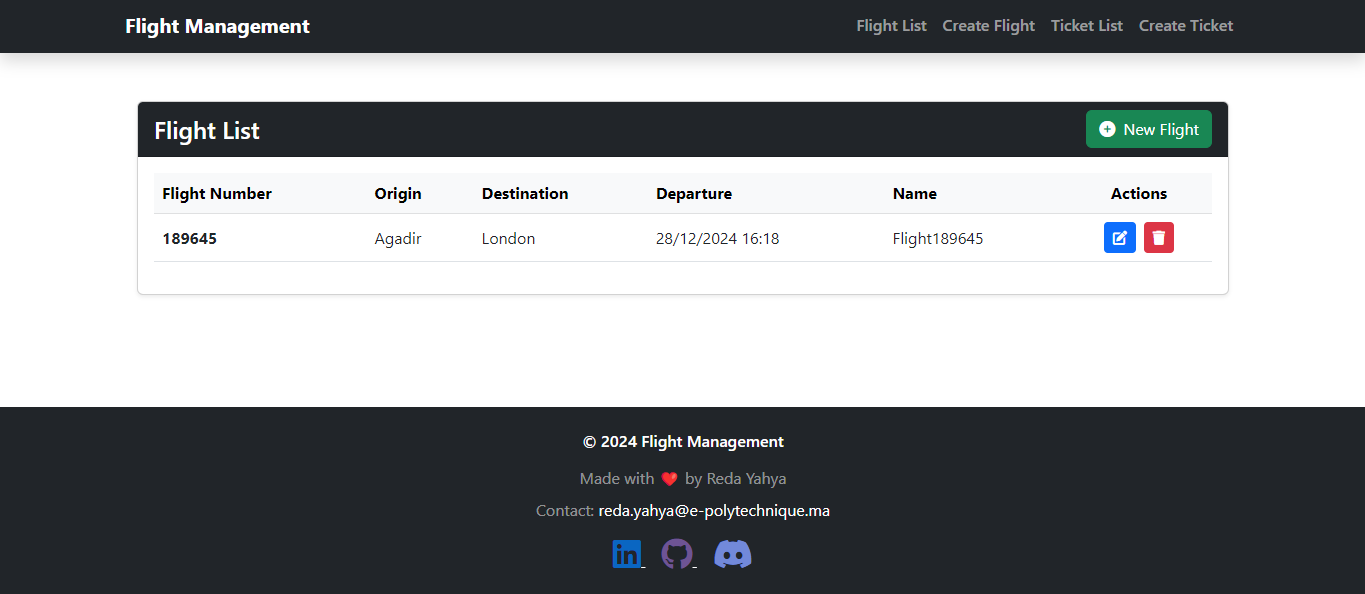 Flight Management Flight List Create Flight Ticket List Create Ticket
Flight List New Flight
Flight Number Origin Destination Departure Name Actions
189645 Agadir London 28/12/2024 16:18 Flight189645
© 2024 Flight Management
Made with ❤️ by Reda Yahya
Contact: reda.yahya@e-polytechnique.ma
in